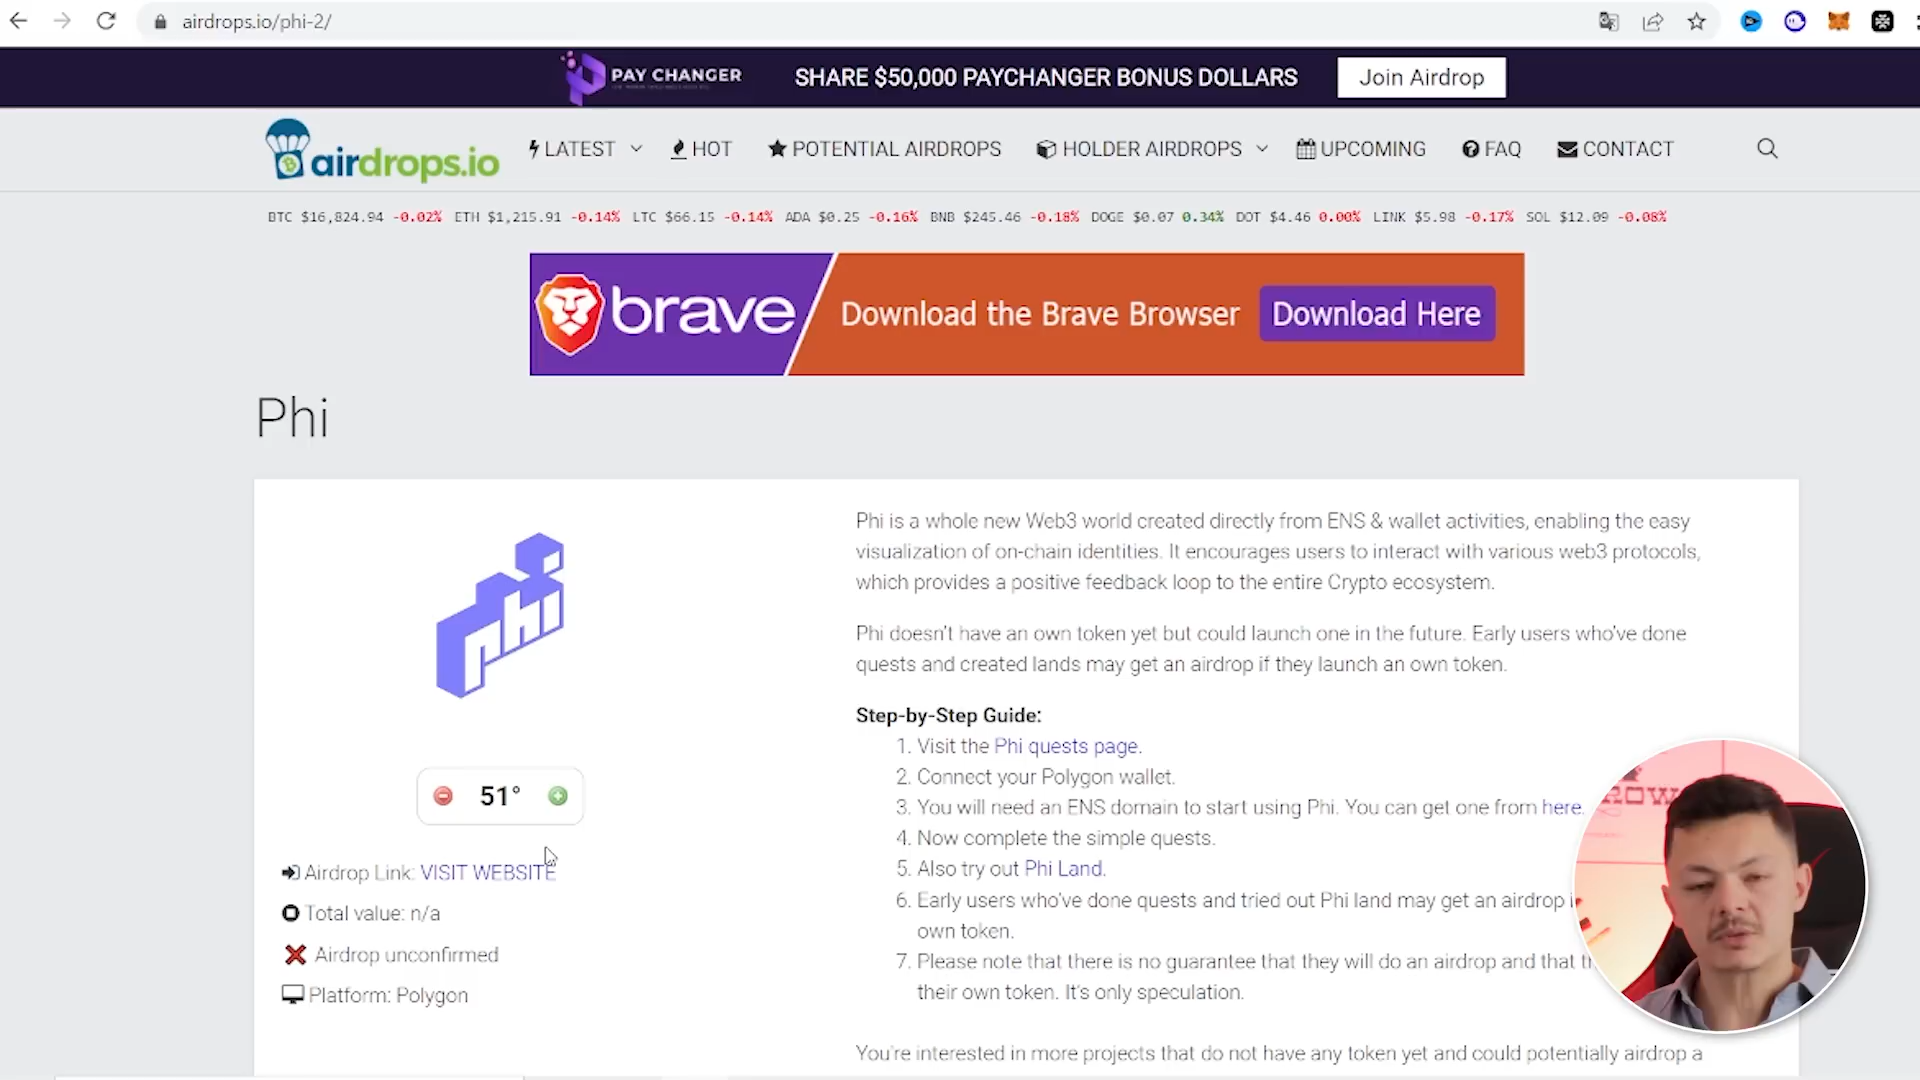 airdrops.io/phi-2/
PAY CHANGER
SHARE $50,000 PAYCHANGER BONUS DOLLARS
Join Airdrop
airdrops.io
LATEST
HOT
POTENTIAL AIRDROPS
HOLDER AIRDROPS
UPCOMING
FAQ
CONTACT
BTC $16,824.94 -0.02% ETH $1,215.91 -0.14% LTC $66.15 -0.14% ADA $0.25 -0.16% BNB $245.46 -0.18% DOGE $0.07 0.34% DOT $4.46 0.00% LINK $5.98 -0.17% SOL $12.09 -0.08%
brave
Download the Brave Browser
Download Here
Phi
phi
51°
Airdrop Link: VISIT WEBSITE
Total value: n/a
Airdrop unconfirmed
Platform: Polygon
Phi is a whole new Web3 world created directly from ENS & wallet activities, enabling the easy
visualization of on-chain identities. It encourages users to interact with various web3 protocols,
which provides a positive feedback loop to the entire Crypto ecosystem.
Phi doesn't have an own token yet but could launch one in the future. Early users who've done
quests and created lands may get an airdrop if they launch an own token.
Step-by-Step Guide:
1. Visit the Phi quests page.
2. Connect your Polygon wallet.
3. You will need an ENS domain to start using Phi. You can get one from here.
4. Now complete the simple quests.
5. Also try out Phi Land.
6. Early users who've done quests and tried out Phi land may get an airdrop
own token.
7. Please note that there is no guarantee that they will do an airdrop and that
their own token. It's only speculation.
You're interested in more projects that do not have any token yet and could potentially airdrop a